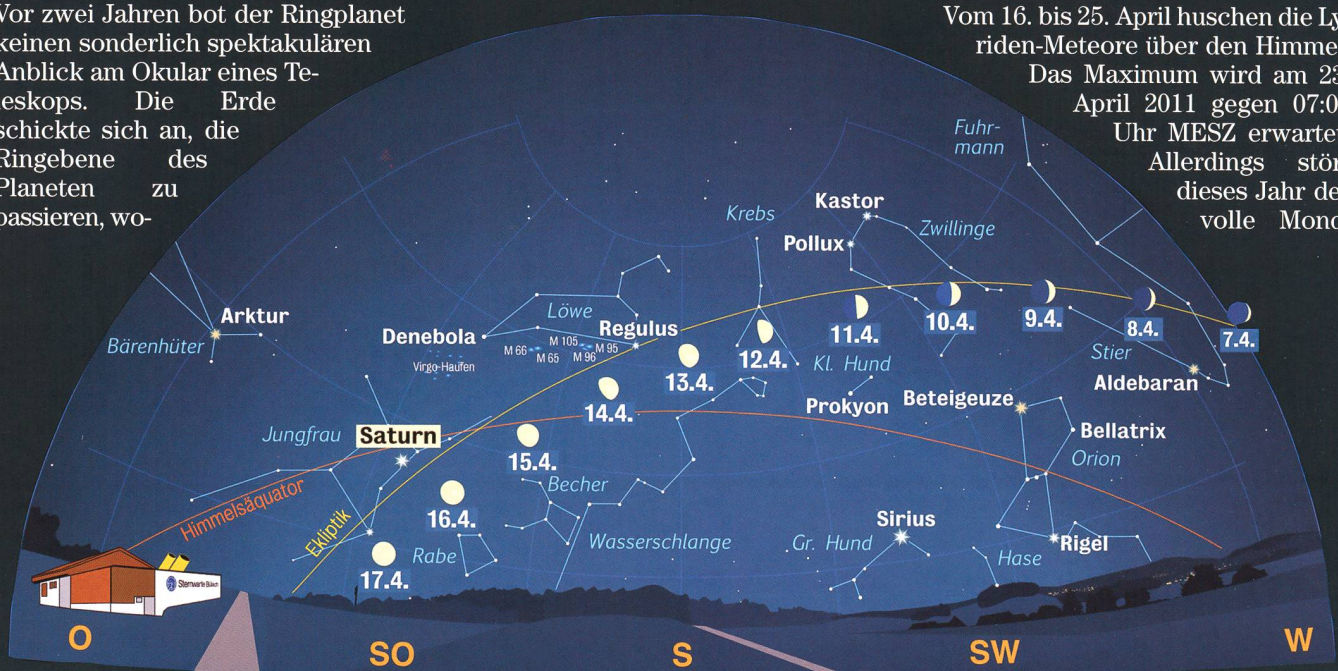 Vor zwei Jahren bot der Ringplanet
keinen sonderlich spektakulären
Anblick am Okular eines Te-
leskops. Die Erde
schickte sich an, die
Ringebene des
Planeten zu
passieren, wo-
Vom 16. bis 25. April huschen die Ly
riden-Meteore über den Himme
Das Maximum wird am 23
April 2011 gegen 07:0
Uhr MESZ erwarte
Allerdings stör
dieses Jahr de
volle Mond
Fuhr-
mann
Kastor
Krebs
Zwillinge
Pollux
Arktur
Bärenhüter
Löwe
Denebola
Regulus
M 66
M 65
M 105
M 96
M 95
Virgo-Haufen
7.4.
8.4.
9.4.
10.4.
11.4.
12.4.
13.4.
14.4.
15.4.
16.4.
17.4.
Kl. Hund
Prokyon
Stier
Aldebaran
Beteigeuze
Bellatrix
Orion
Jungfrau
Saturn
Himmelsäquator
Ekliptik
Becher
Rabe
Wasserschlange
Sirius
Gr. Hund
Hase
Rigel
Sternwarte Bülach
O
SO
S
SW
W